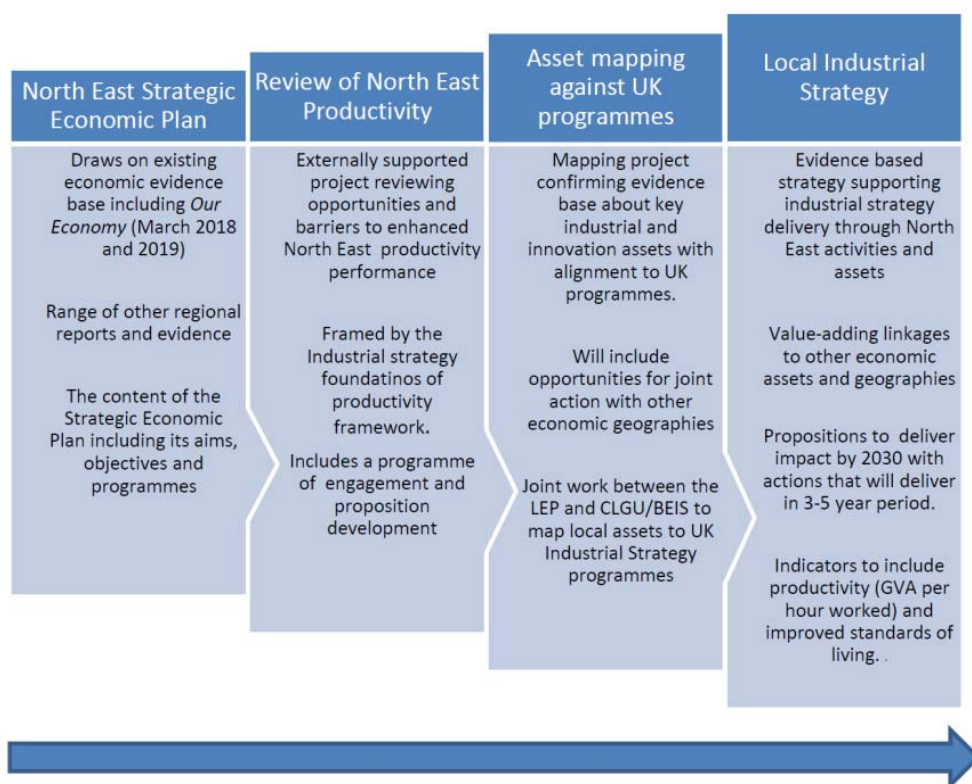 North East Strategic
Economic Plan
Draws on existing
economic evidence
base including Our
Economy (March 2018
and 2019)
Range of other regional
reports and evidence
The content of the
Strategic Economic
Plan including its aims,
objectives and
programmes
Review of North East
Productivity
Externally supported
project reviewing
opportunities and
barriers to enhanced
North East productivity
performance
Framed by the
Industrial strategy
foundatinos of
productivity
framework.
Includes a programme
of engagement and
proposition
development
Asset mapping
against UK
programmes
Mapping project
confirming evidence
base about key
industrial and
innovation assets with
alignment to UK
programmes.
Will include
opportunities for joint
action with other
economic geographies
Joint work between the
LEP and CLGU/BEIS to
map local assets to UK
Industrial Strategy
programmes
Local Industrial
Strategy
Evidence based
strategy supporting
industrial strategy
delivery through North
East activities and
assets
Value-adding linkages
to other economic
assets and geographies
Propositions to deliver
impact by 2030 with
actions that will deliver
in 3-5 year period.
Indicators to include
productivity (GVA per
hour worked) and
improved standards of
living. .